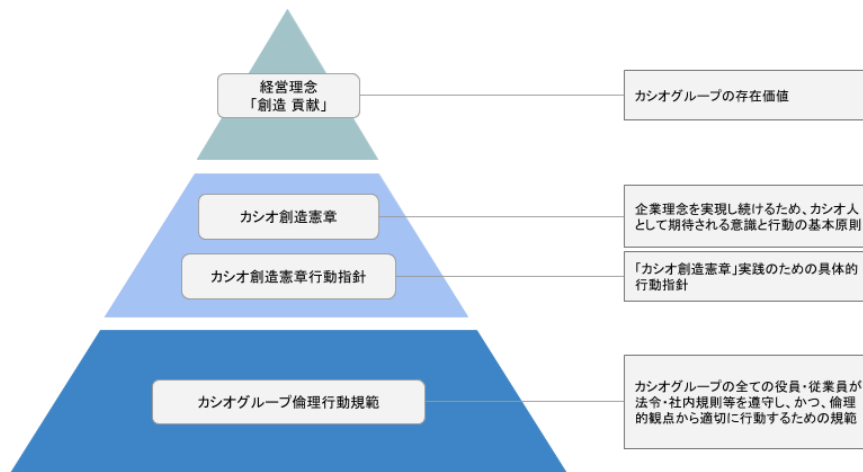 経営理念
「創造 貢献」
カシオグループの存在価値
カシオ創造憲章
企業理念を実現し続けるため、カシオ人
として期待される意識と行動の基本原則
カシオ創造憲章行動指針
「カシオ創造憲章」実践のための具体的
行動指針
カシオグループ倫理行動規範
カシオグループの全ての役員・従業員が
法令・社内規則等を遵守し、かつ、倫理
的観点から適切に行動するための規範